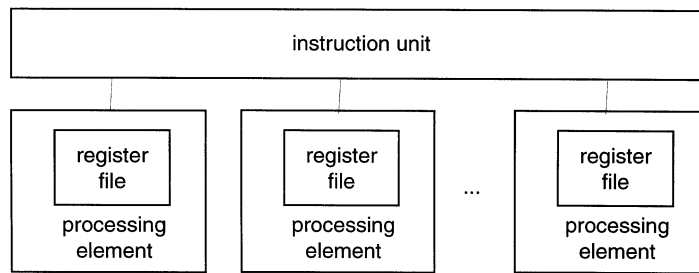 instruction unit
register
file
processing
element
register
file
processing
element
...
register
file
processing
element